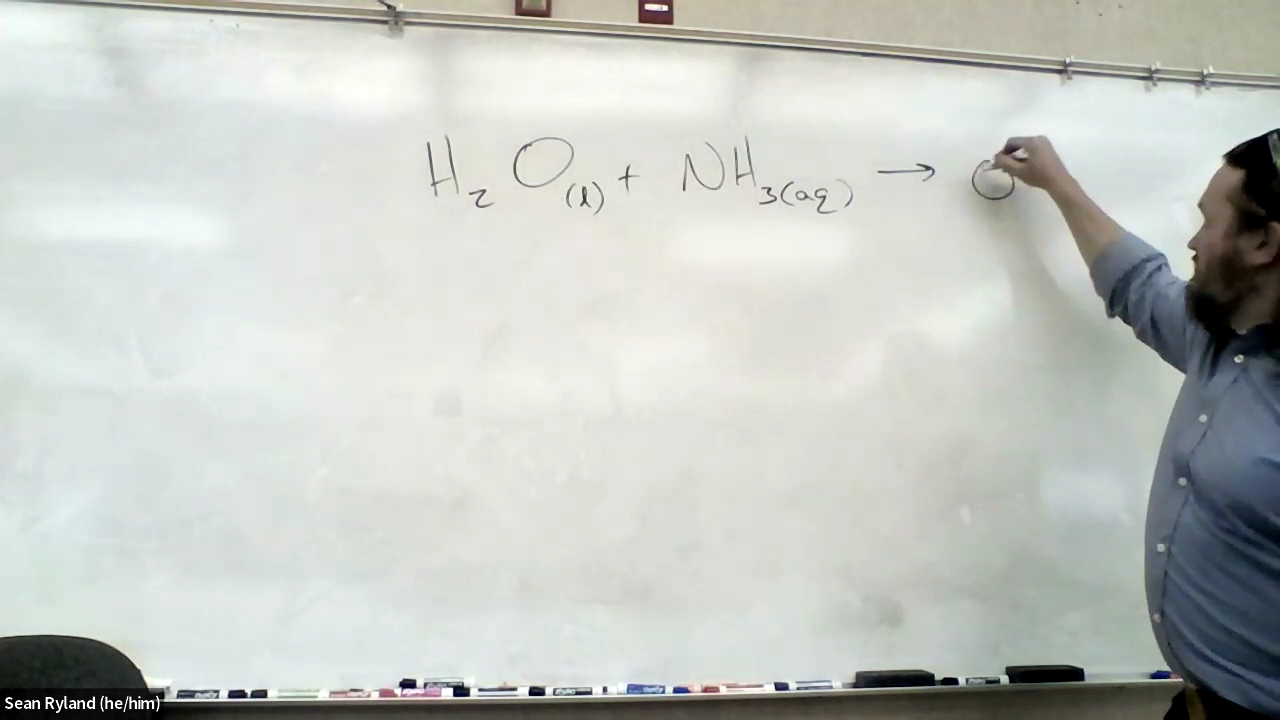 H₂O(l) + NH₃(aq) → O
Sean Ryland (he/him)